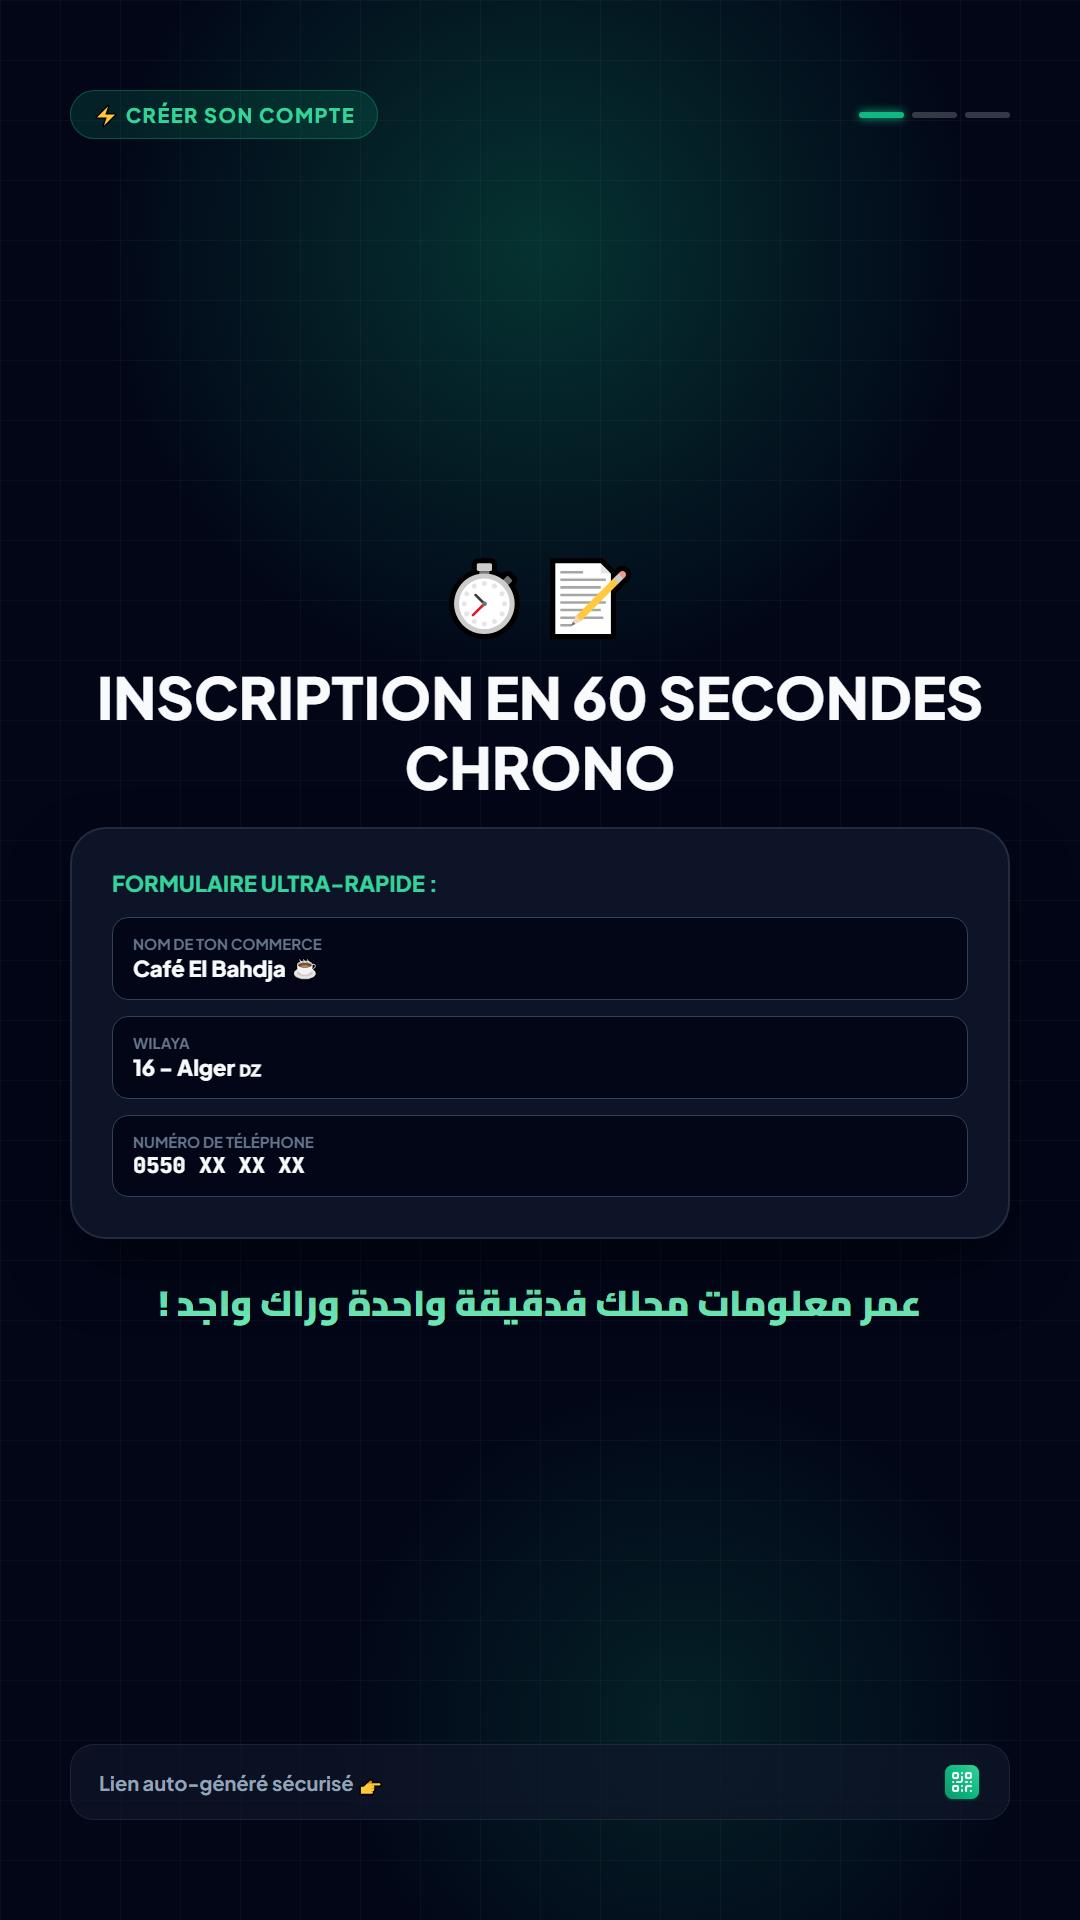 ⚡ CRÉER SON COMPTE
INSCRIPTION EN 60 SECONDES
CHRONO
FORMULAIRE ULTRA-RAPIDE :
NOM DE TON COMMERCE
Café El Bahdja ☕
WILAYA
16 - Alger DZ
NUMÉRO DE TÉLÉPHONE
0550 XX XX XX
عمر معلومات محلك فدقيقة واحدة وراك واجد !
Lien auto-généré sécurisé 👉